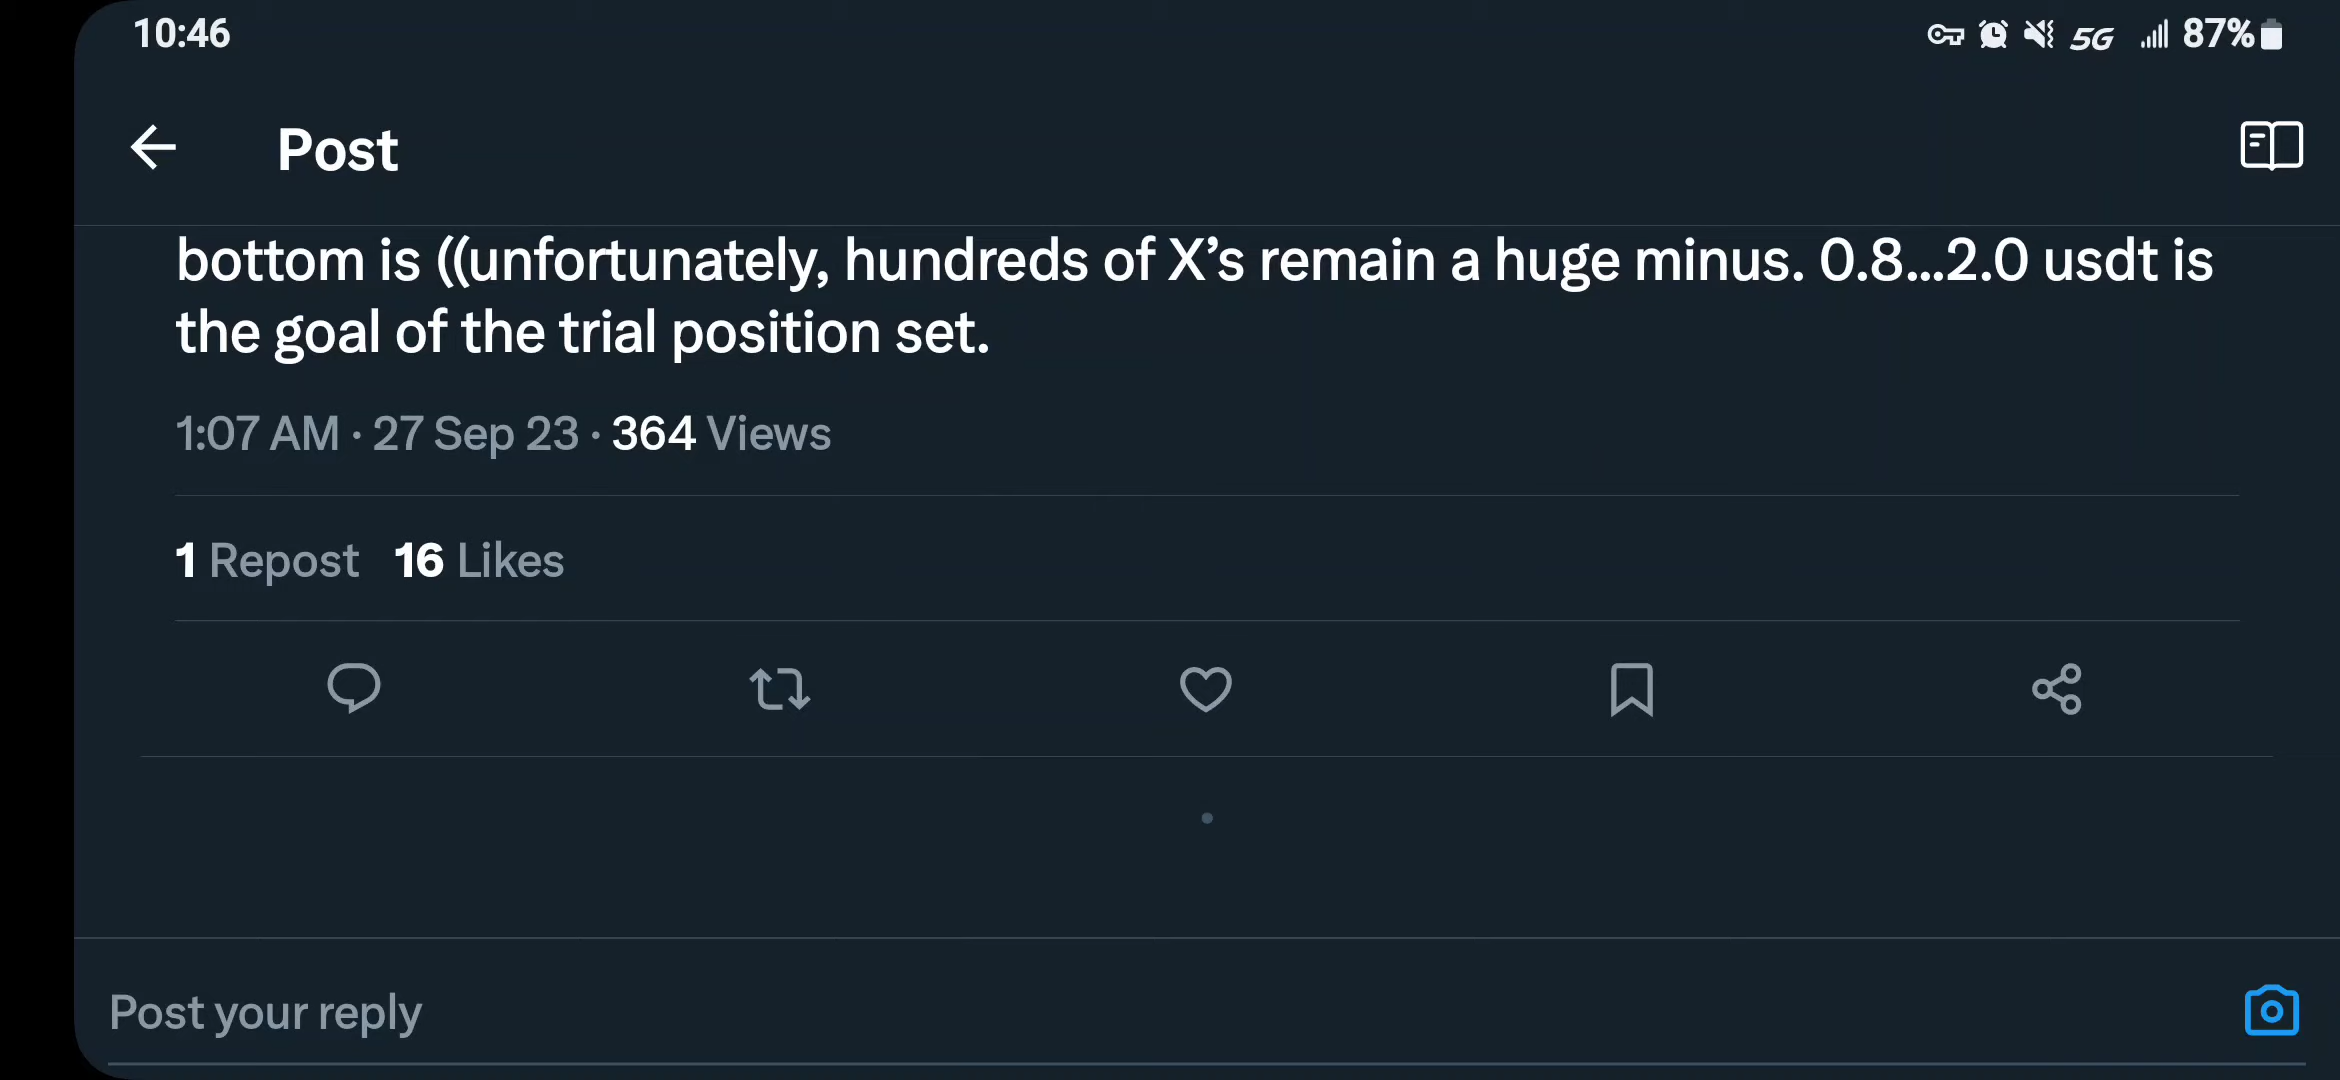 10:46
5G 87%
Post
bottom is ((unfortunately, hundreds of X’s remain a huge minus. 0.8...2.0 usdt is
the goal of the trial position set.
1:07 AM · 27 Sep 23 · 364 Views
1 Repost 16 Likes
Post your reply